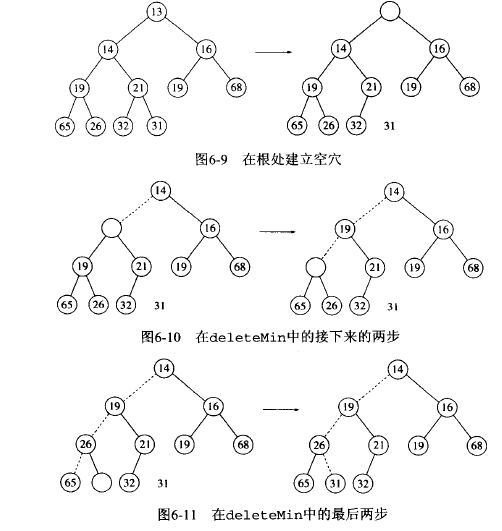 13
14 16 14 16
19 21 19 68 19 21 19 68
65 26 32 31 65 26 32 31
图6-9 在根处建立空穴
14 14
16 19 16
19 21 19 68 21 19 68
65 26 32 31 65 26 32 31
图6-10 在deleteMin中的接下来的两步
14 14
19 16 19 16
26 21 19 68 26 21 19 68
65 32 31 65 31 32
图6-11 在deleteMin中的最后两步